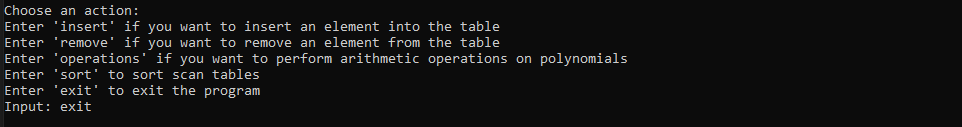 Choose an action:
Enter 'insert' if you want to insert an element into the table
Enter 'remove' if you want to remove an element from the table
Enter 'operations' if you want to perform arithmetic operations on polynomials
Enter 'sort' to sort scan tables
Enter 'exit' to exit the program
Input: exit